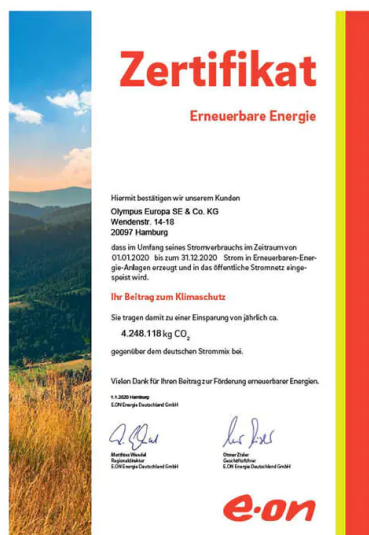 Zertifikat
Erneuerbare Energie
Hiermit bestätigen wir unserem Kunden
Olympus Europa SE & Co. KG
Wendenstr. 14-18
20097 Hamburg
dass im Umfang seines Stromverbrauchs im Zeitraum von
01.01.2020 bis zum 31.12.2020 Strom in Erneuerbaren-Ener-
gie-Anlagen erzeugt und in das öffentliche Stromnetz einge-
speist wird.
Ihr Beitrag zum Klimaschutz
Sie tragen damit zu einer Einsparung von jährlich ca.
4.248.118 kg CO₂
gegenüber dem deutschen Strommix bei.
Vielen Dank für Ihren Beitrag zur Förderung erneuerbarer Energien.
1.1.2020 Hamburg
E.ON Energie Deutschland GmbH
Matthias Wendel
Regionaldirektor
E.ON Energie Deutschland GmbH
Geschäftsführer
E.ON Energie Deutschland GmbH
e·on